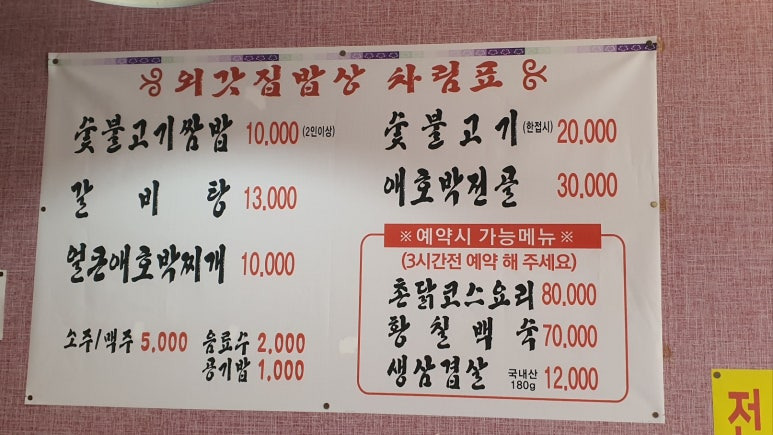 외갓집밥상 차림표
숯불고기쌈밥 10,000 (2인이상)
갈비탕 13,000
얼큰애호박찌개 10,000
소주/맥주 5,000 음료수 2,000
공기밥 1,000
숯불고기 (한접시) 20,000
애호박전골 30,000
※ 예약시 가능메뉴 ※
(3시간전 예약 해 주세요)
촌닭코스요리 80,000
황칠백숙 70,000
생삼겹살 국내산 180g 12,000
전